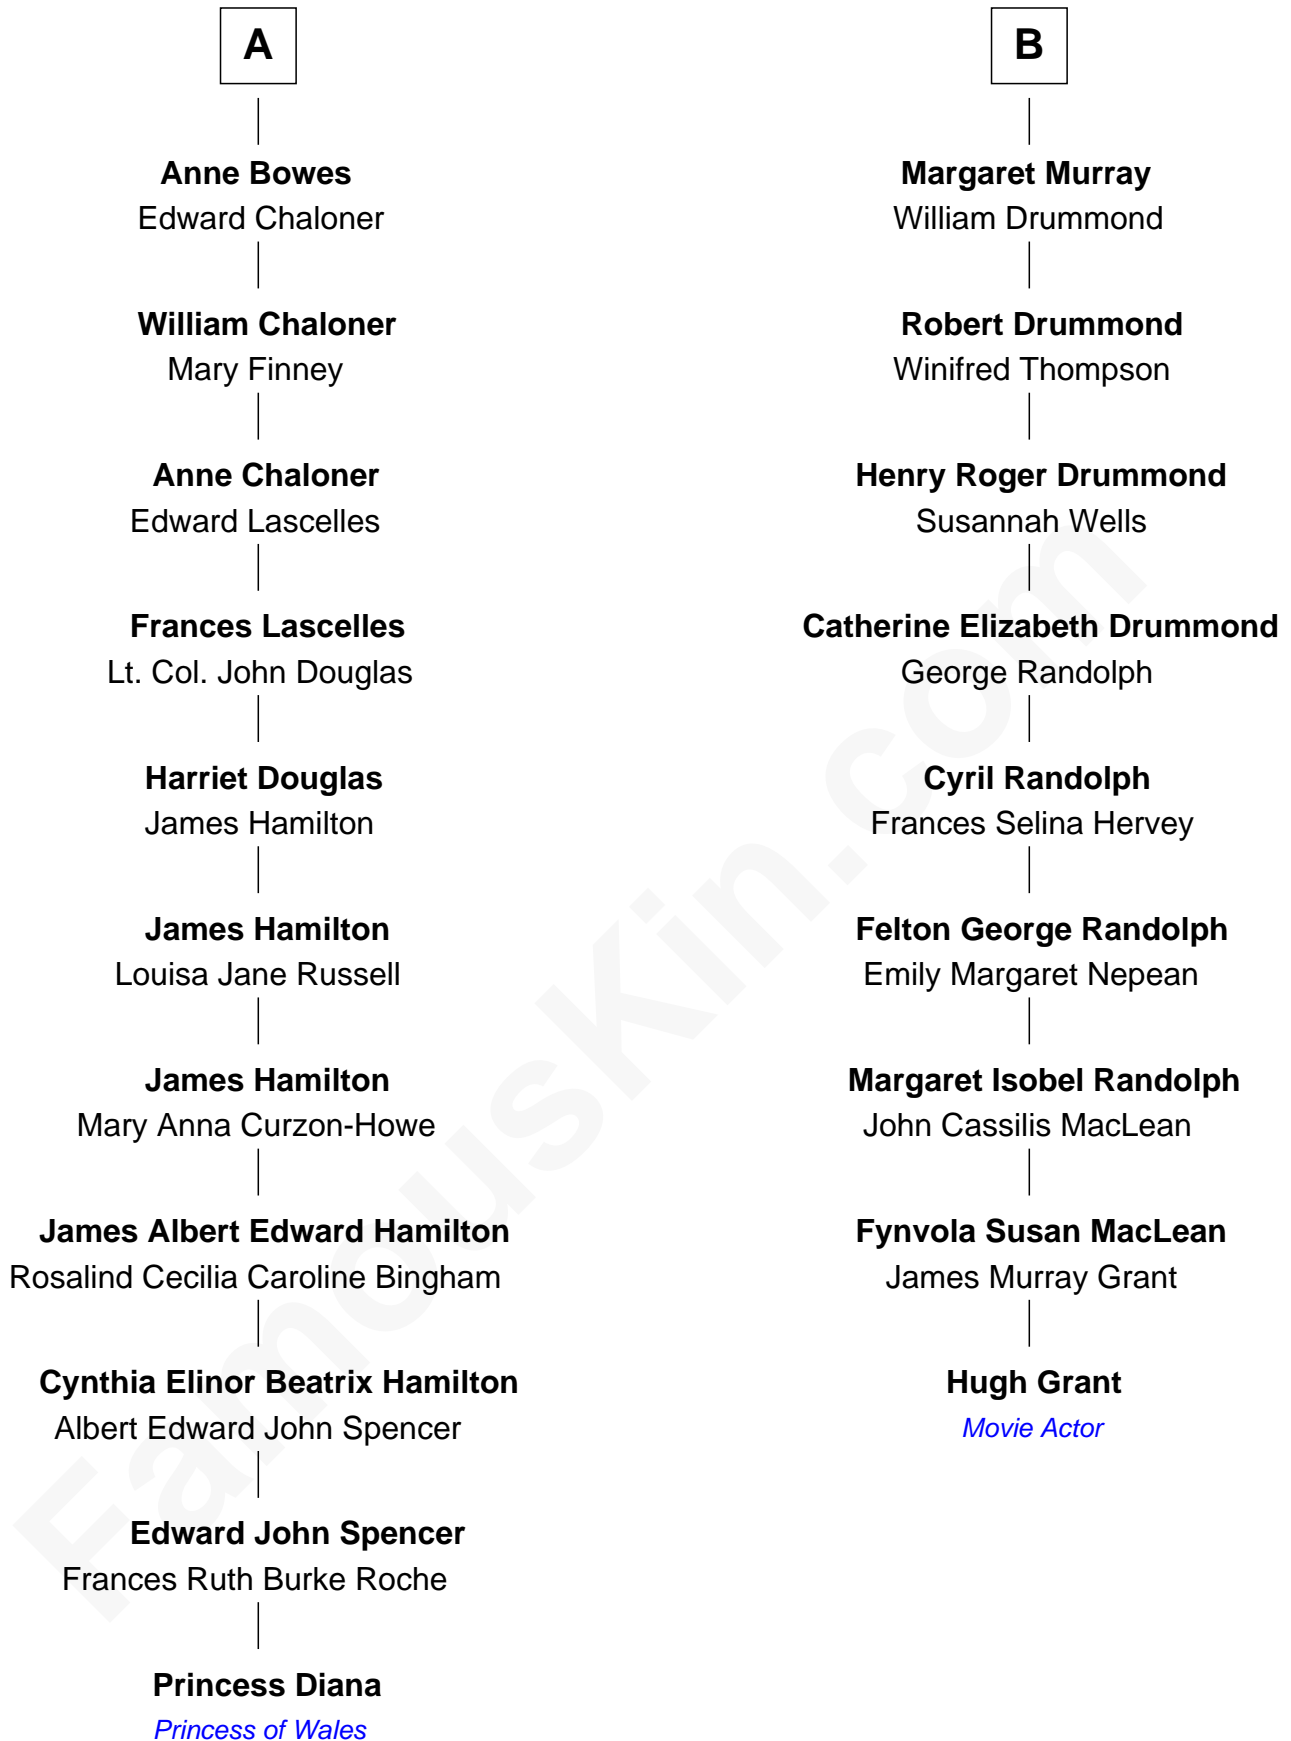 A
Anne Bowes
Edward Chaloner
William Chaloner
Mary Finney
Anne Chaloner
Edward Lascelles
Frances Lascelles
Lt. Col. John Douglas
Harriet Douglas
James Hamilton
James Hamilton
Louisa Jane Russell
James Hamilton
Mary Anna Curzon-Howe
James Albert Edward Hamilton
Rosalind Cecilia Caroline Bingham
Cynthia Elinor Beatrix Hamilton
Albert Edward John Spencer
Edward John Spencer
Frances Ruth Burke Roche
Princess Diana
Princess of Wales
B
Margaret Murray
William Drummond
Robert Drummond
Winifred Thompson
Henry Roger Drummond
Susannah Wells
Catherine Elizabeth Drummond
George Randolph
Cyril Randolph
Frances Selina Hervey
Felton George Randolph
Emily Margaret Nepean
Margaret Isobel Randolph
John Cassilis MacLean
Fynvola Susan MacLean
James Murray Grant
Hugh Grant
Movie Actor
FamousKin.com